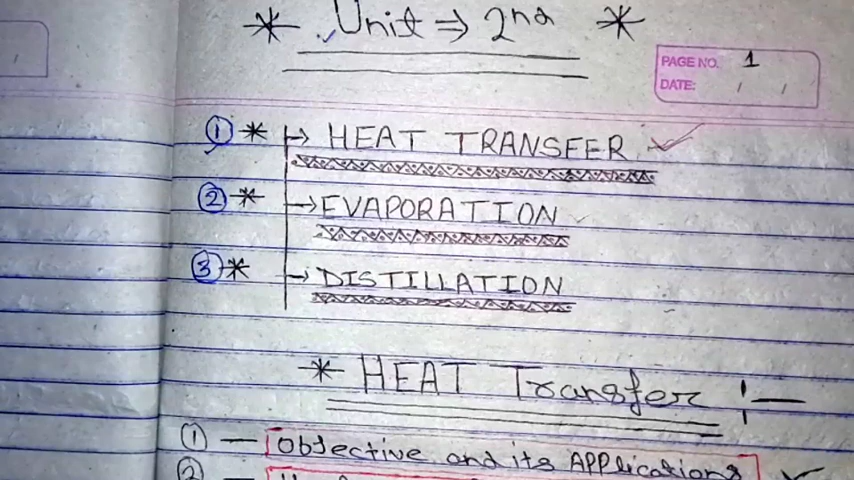 * Unit ⇒ 2nd *
PAGE NO. 1
DATE: / /
① * → HEAT TRANSFER ✓
② * → EVAPORATION
③ * → DISTILLATION
* HEAT Transfer :—
① — Objective and its APPlications ✓
②